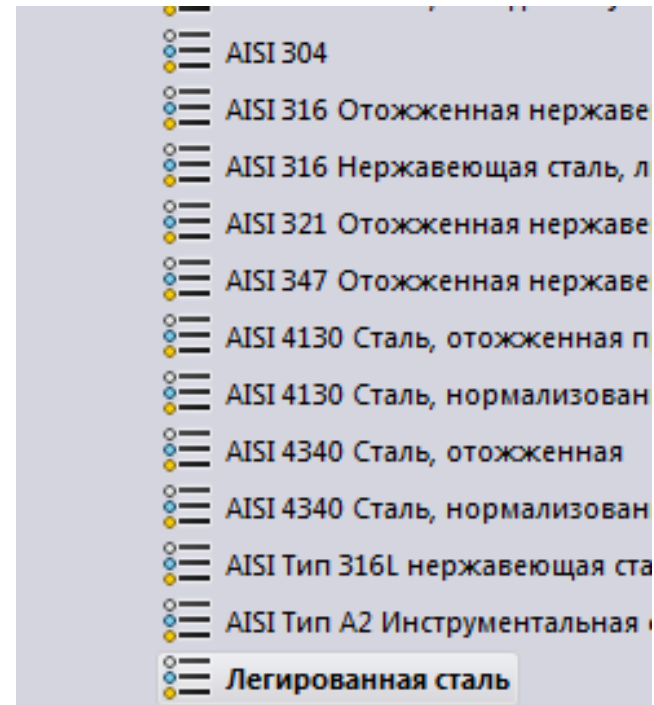 AISI 304
AISI 316 Отожженная нержаве
AISI 316 Нержавеющая сталь, л
AISI 321 Отожженная нержаве
AISI 347 Отожженная нержаве
AISI 4130 Сталь, отожженная п
AISI 4130 Сталь, нормализован
AISI 4340 Сталь, отожженная
AISI 4340 Сталь, нормализован
AISI Тип 316L нержавеющая ста
AISI Тип A2 Инструментальная
Легированная сталь